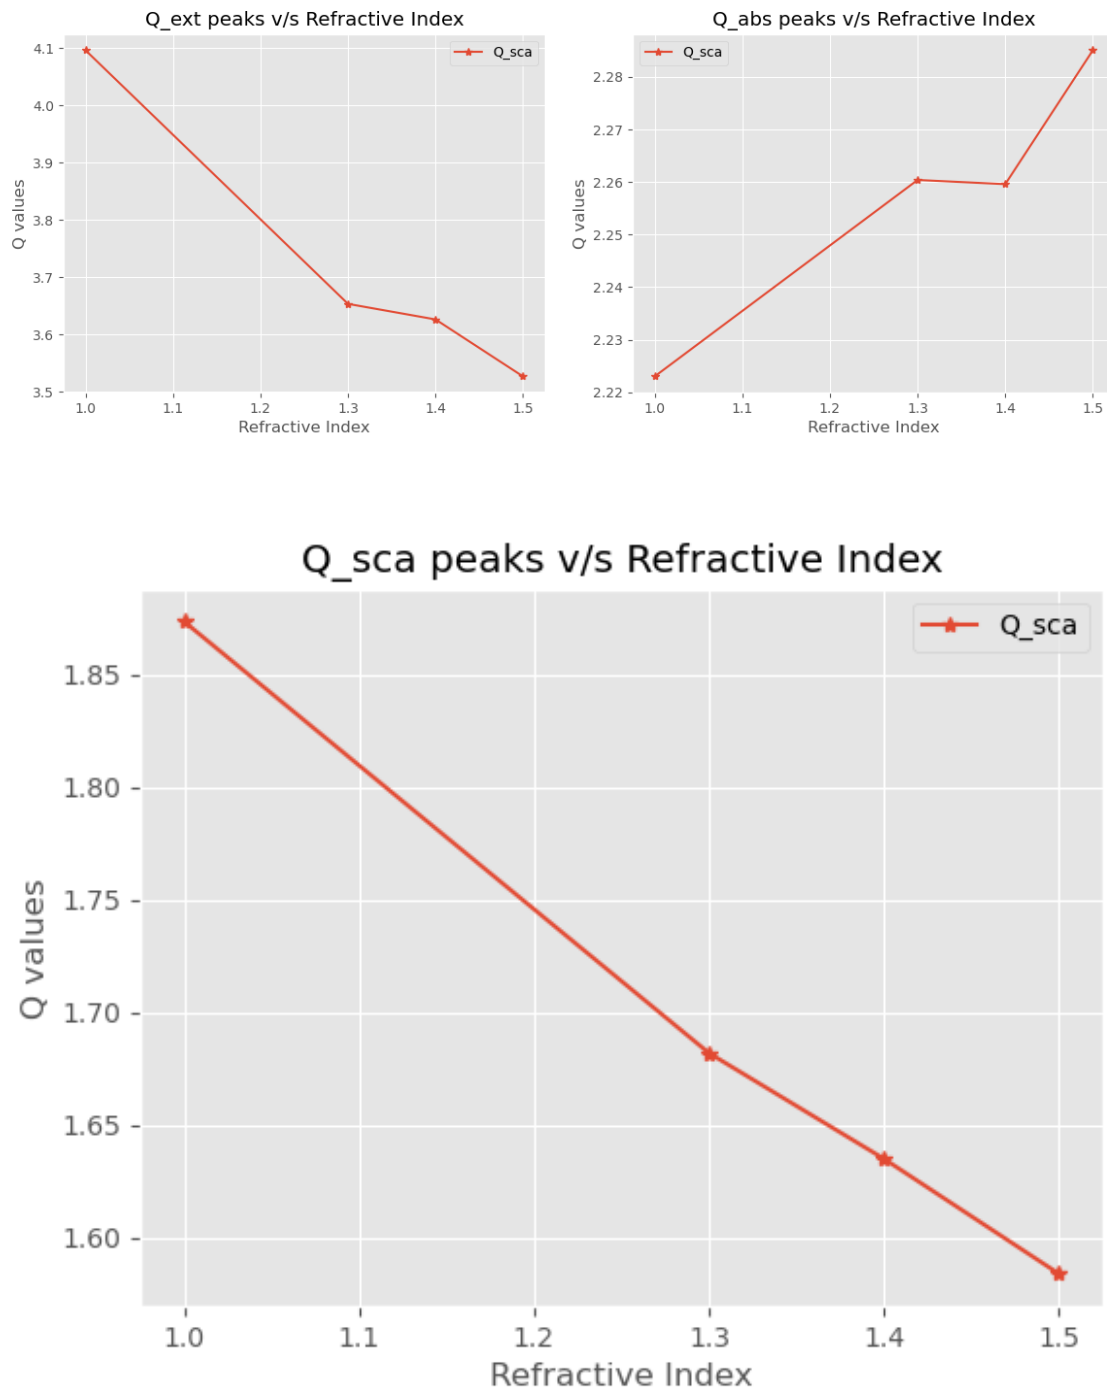 Q_ext peaks v/s Refractive Index
Q_sca
4.1
4.0
3.9
3.8
3.7
3.6
3.5
Q values
1.0 1.1 1.2 1.3 1.4 1.5
Refractive Index
Q_abs peaks v/s Refractive Index
Q_sca
2.28
2.27
2.26
2.25
2.24
2.23
2.22
Q values
1.0 1.1 1.2 1.3 1.4 1.5
Refractive Index
Q_sca peaks v/s Refractive Index
Q_sca
1.85
1.80
1.75
1.70
1.65
1.60
Q values
1.0 1.1 1.2 1.3 1.4 1.5
Refractive Index